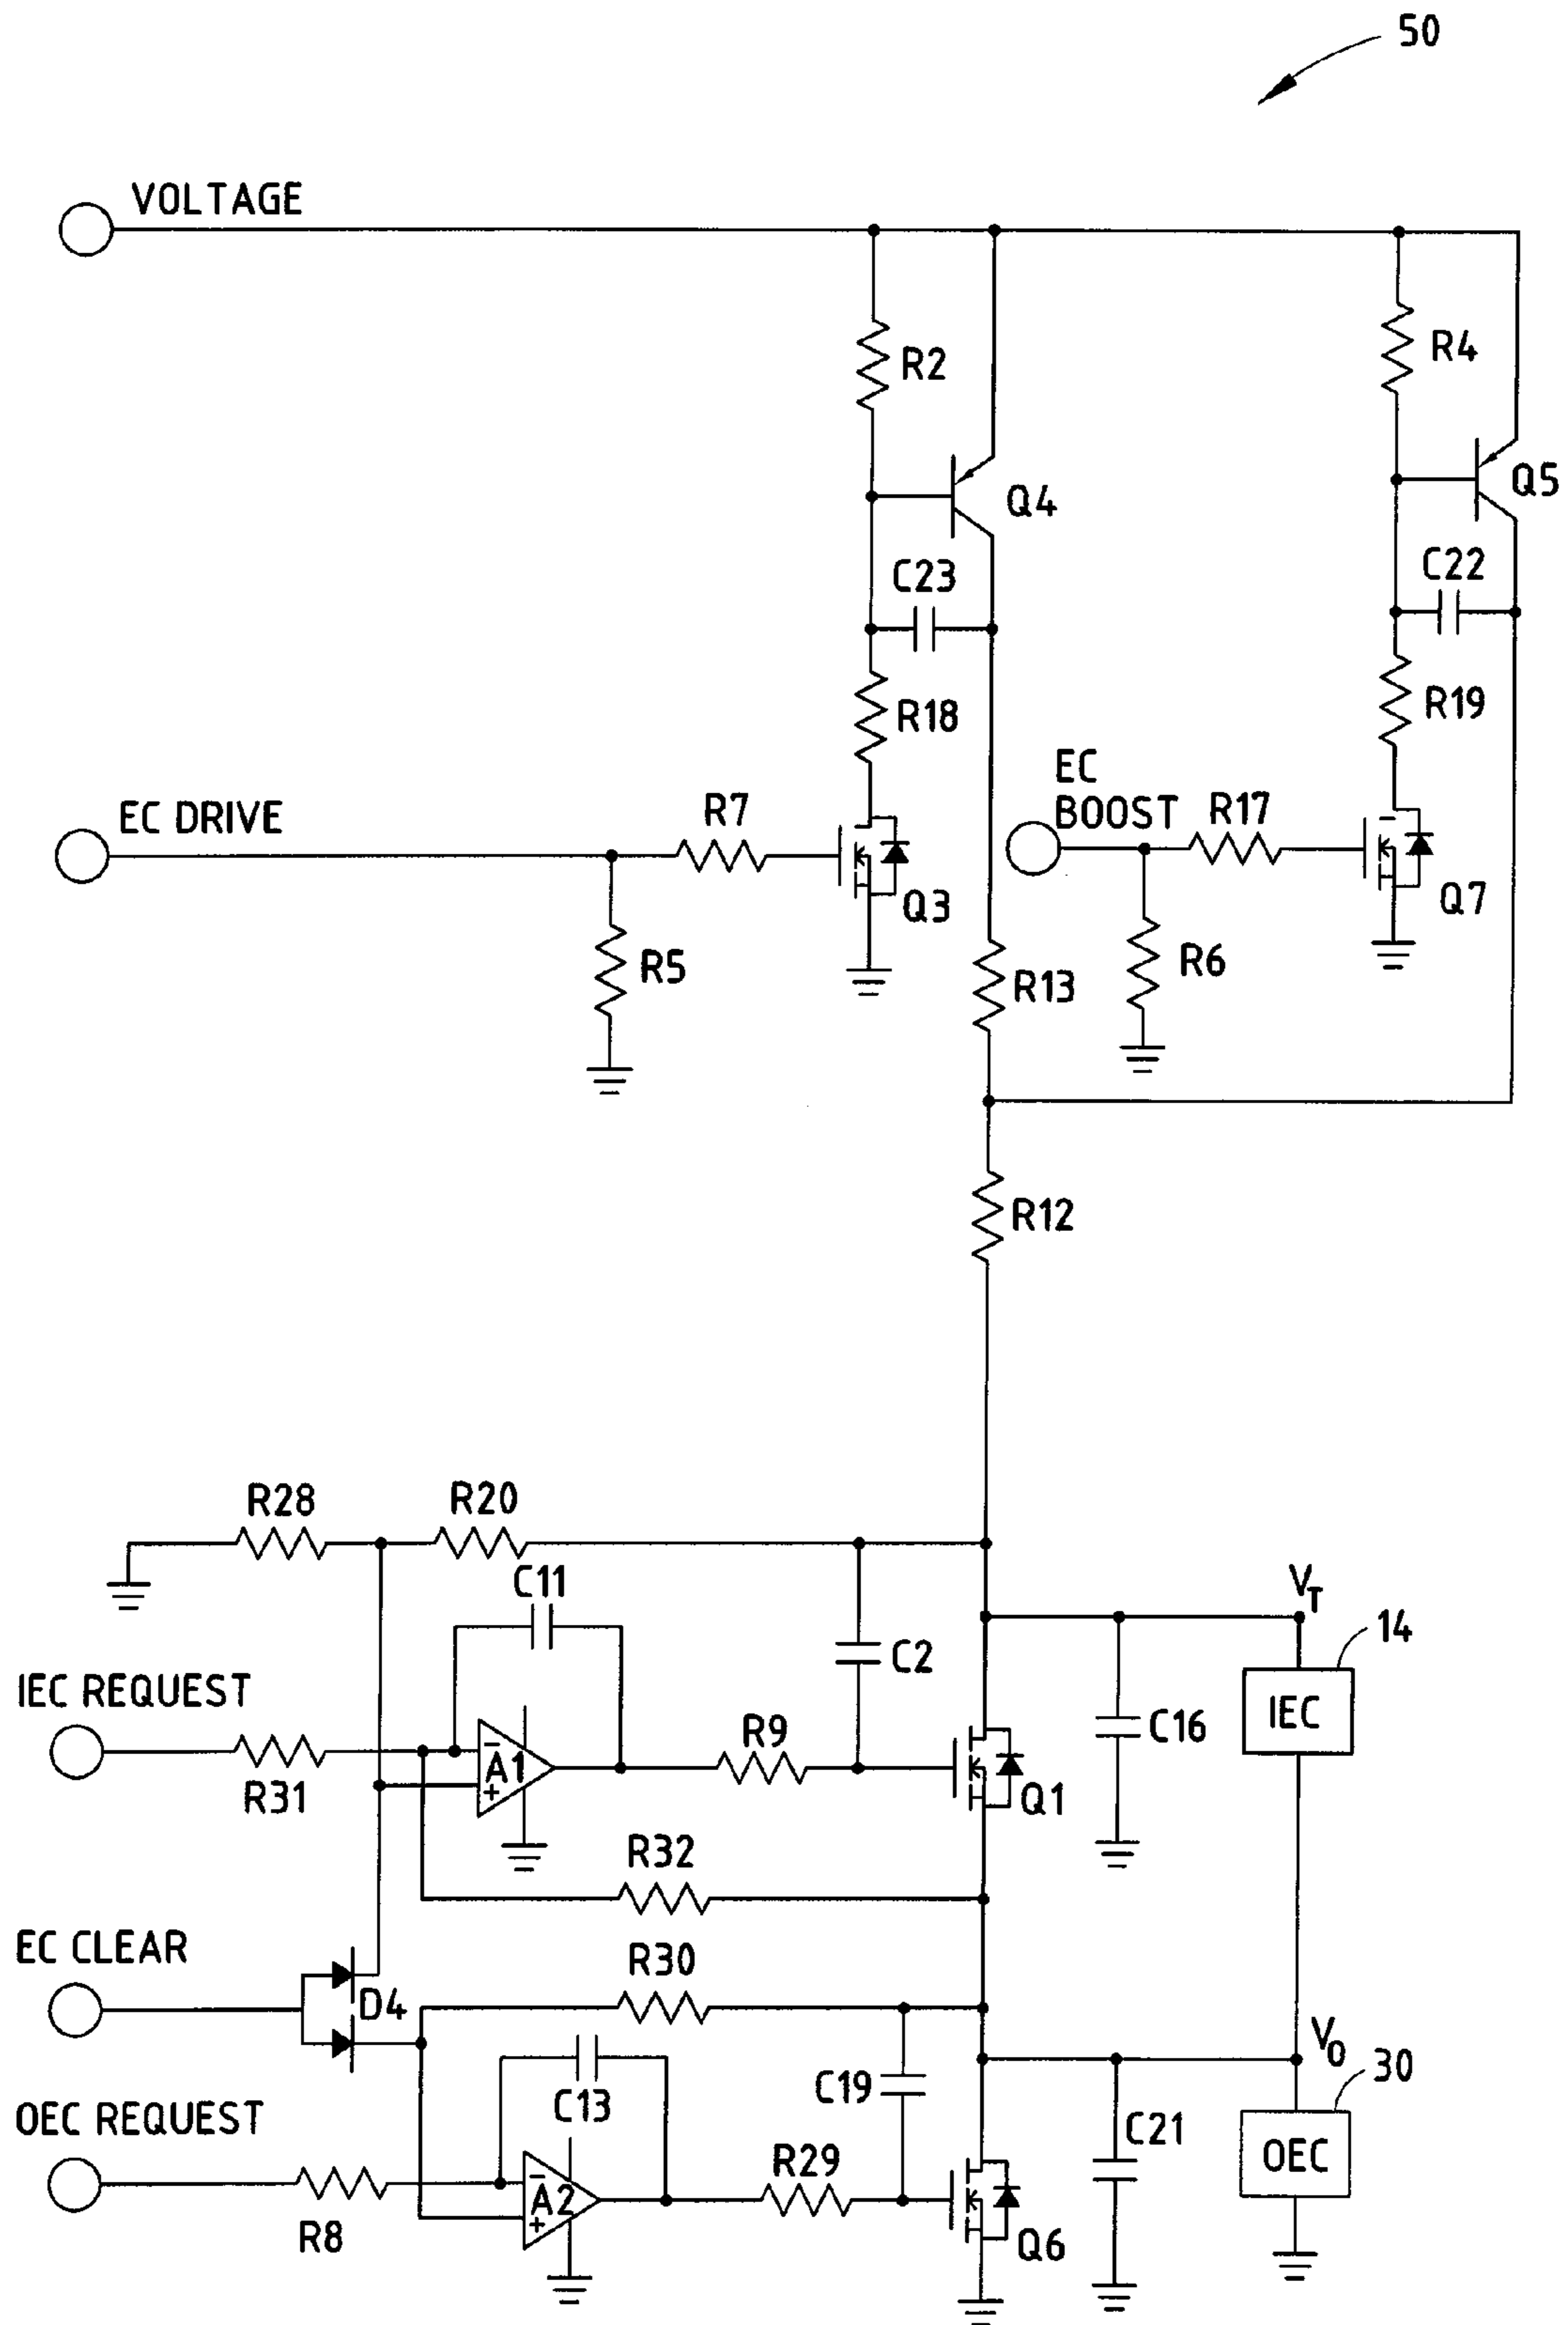 50
VOLTAGE
R2
R4
Q4
Q5
C23
C22
R18
R19
EC DRIVE
R7
EC
BOOST
R17
Q3
Q7
R5
R13
R6
R12
R28
R20
C11
VT
14
C2
IEC REQUEST
R9
C16
IEC
A1
-
+
R31
Q1
R32
EC CLEAR
R30
D4
V0
30
C19
C13
OEC REQUEST
C21
R29
OEC
A2
-
+
R8
Q6